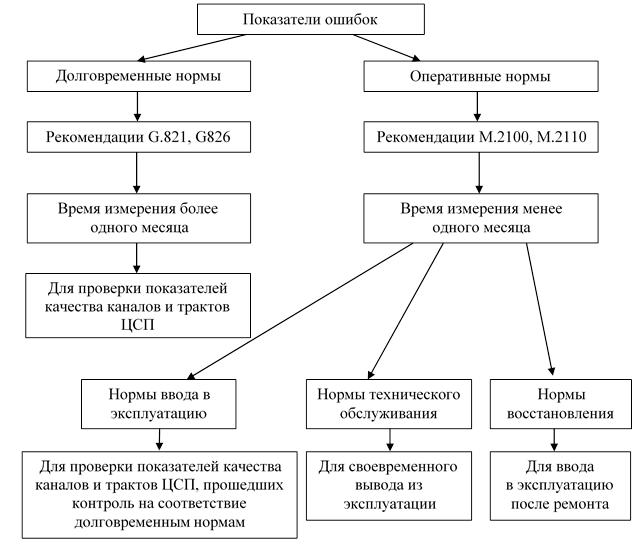 Показатели ошибок
Долговременные нормы
Оперативные нормы
Рекомендации G.821, G826
Рекомендации M.2100, M.2110
Время измерения более
одного месяца
Время измерения менее
одного месяца
Для проверки показателей
качества каналов и трактов
ЦСП
Нормы ввода в
эксплуатацию
Нормы технического
обслуживания
Нормы
восстановления
Для проверки показателей качества
каналов и трактов ЦСП, прошедших
контроль на соответствие
долговременным нормам
Для своевременного
вывода из
эксплуатации
Для ввода
в эксплуатацию
после ремонта